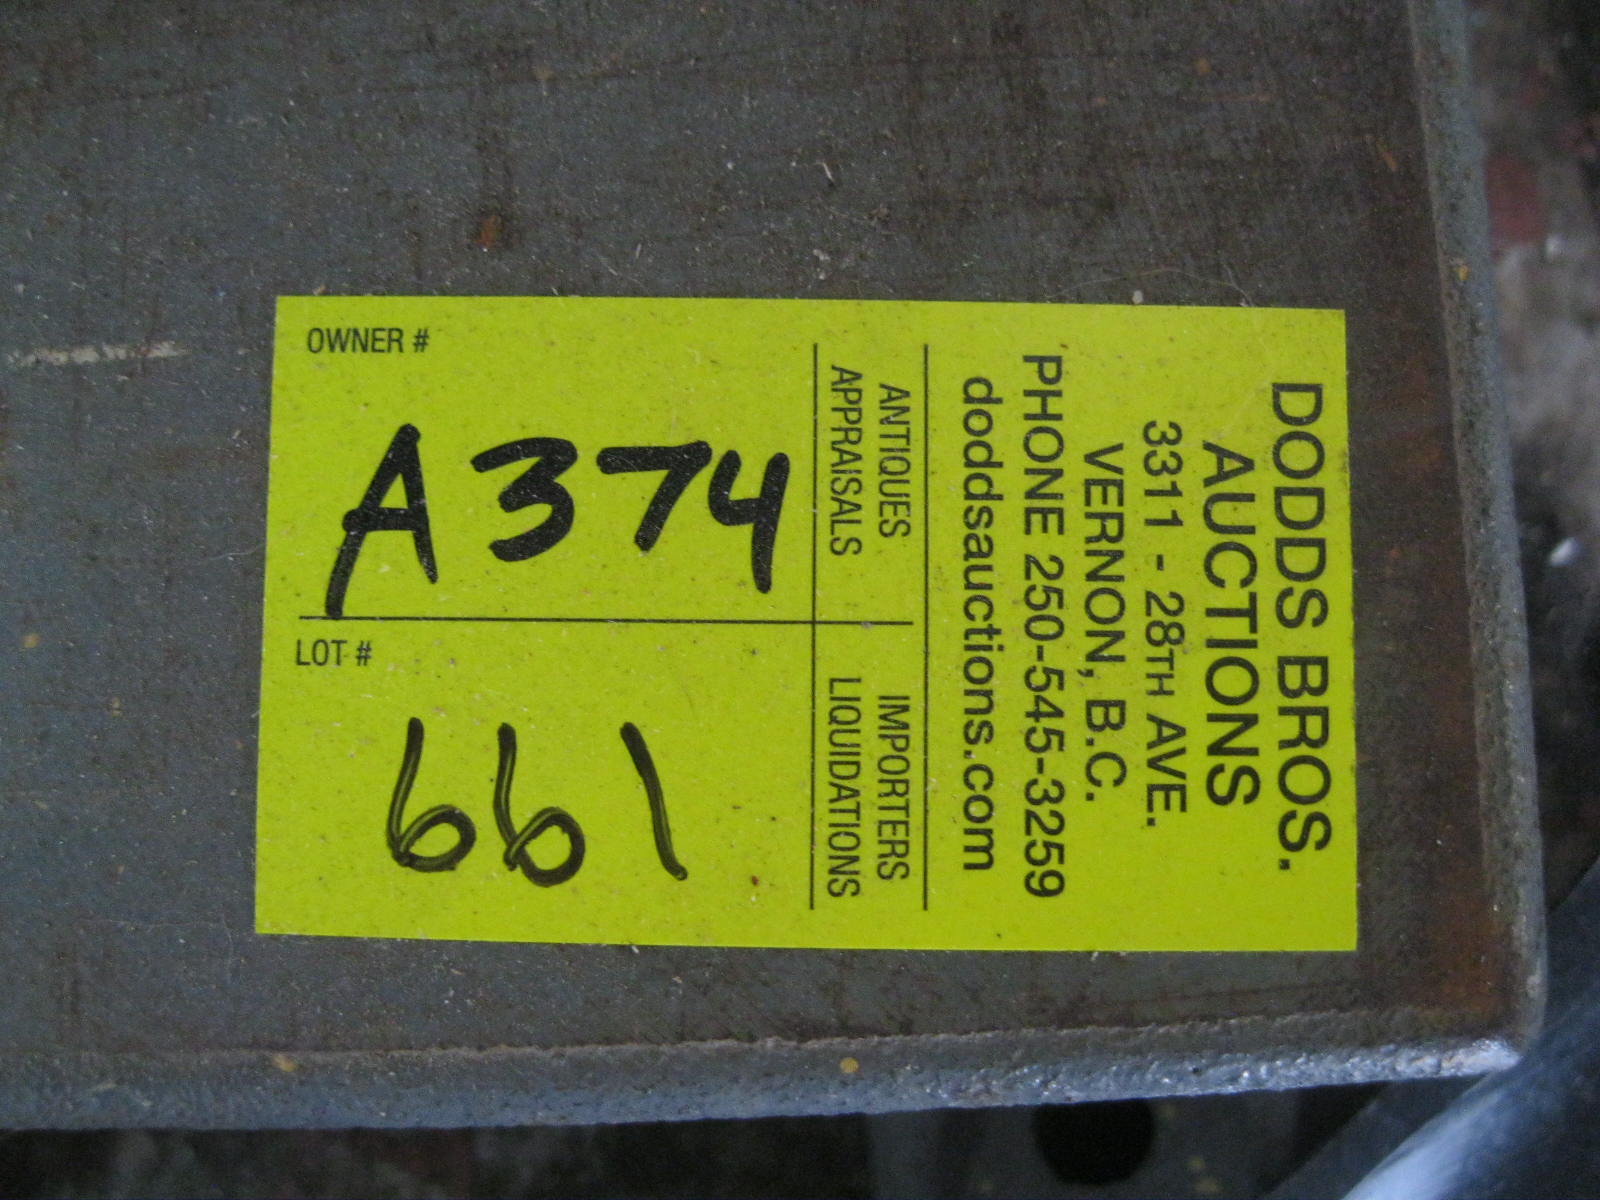 OWNER #
A374
LOT #
661
DODDS BROS.
AUCTIONS
3311 - 28TH AVE.
VERNON, B.C.
PHONE 250-545-3259
doddsauctions.com
ANTIQUES IMPORTERS
APPRAISALS LIQUIDATIONS